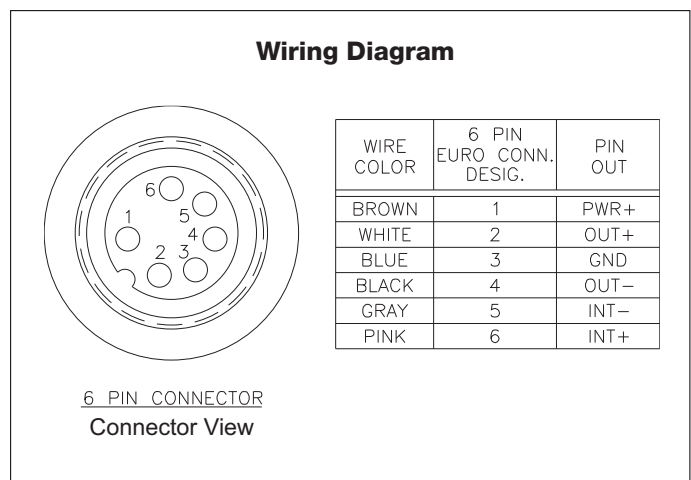 Wiring Diagram
6
5
1
4
2 3
6 PIN CONNECTOR
Connector View
WIRE COLOR 6 PIN EURO CONN. DESIG. PIN OUT
BROWN 1 PWR+
WHITE 2 OUT+
BLUE 3 GND
BLACK 4 OUT−
GRAY 5 INT−
PINK 6 INT+